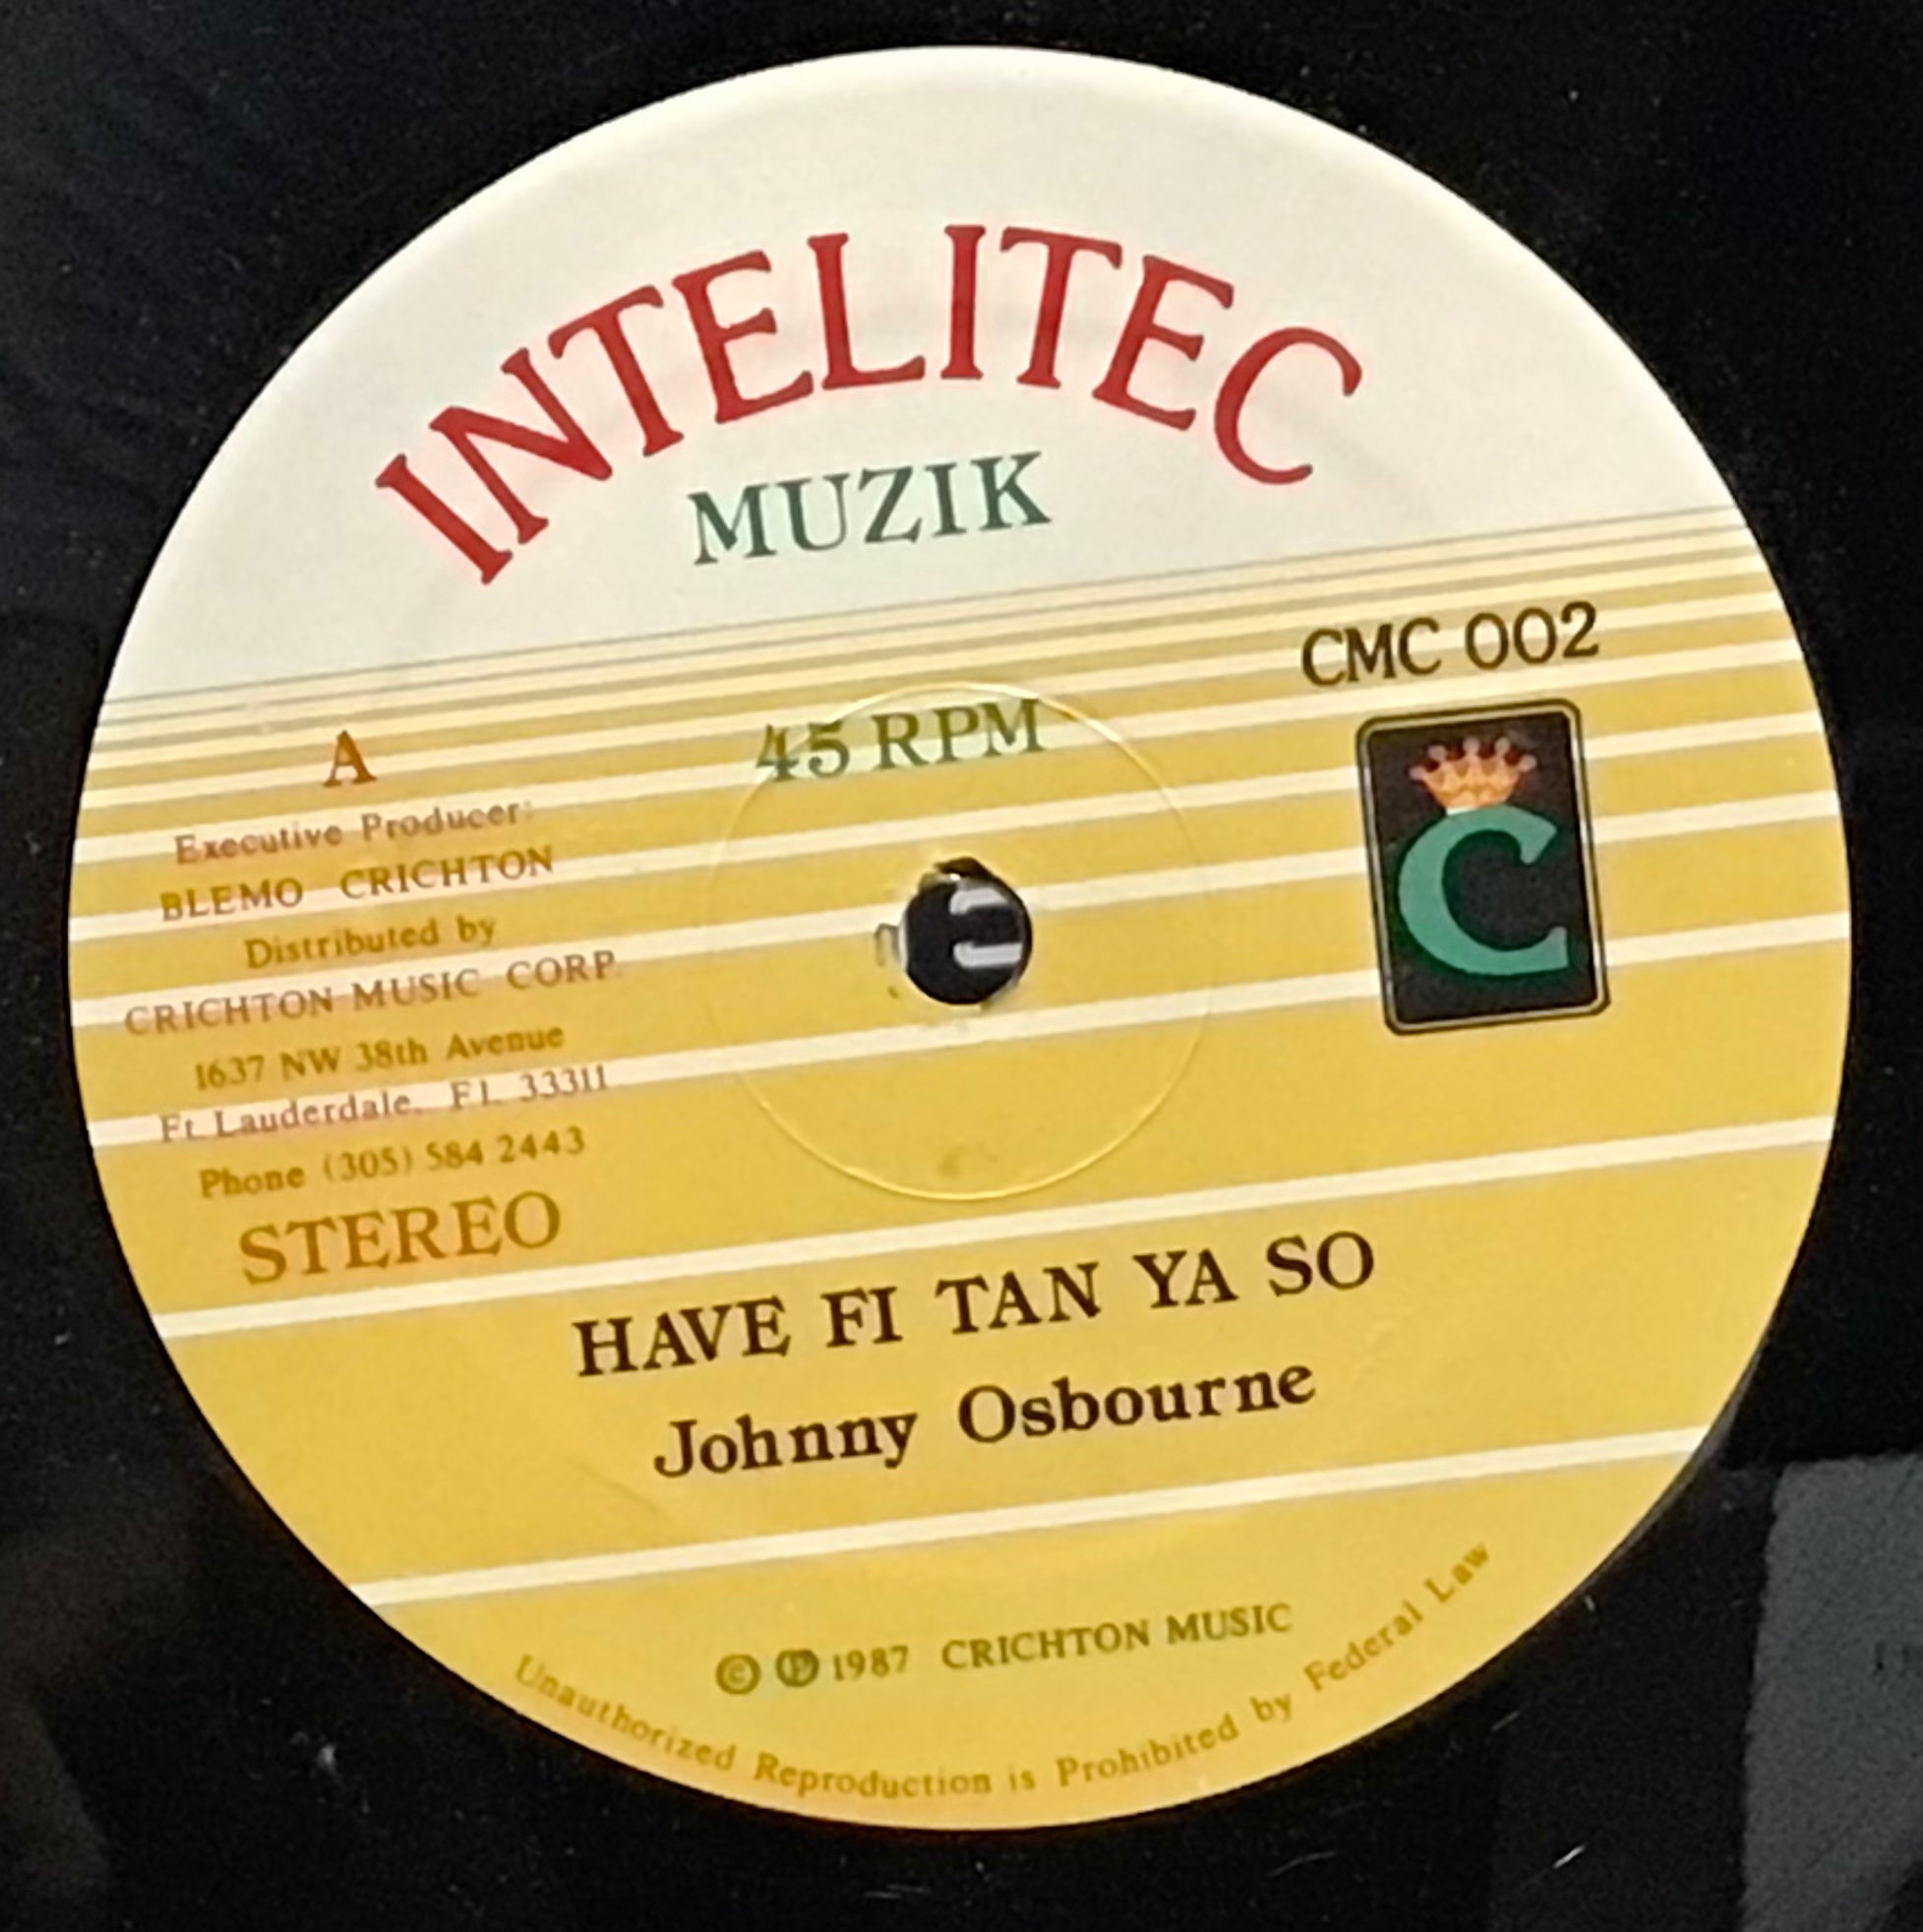 INTELITEC
MUZIK
CMC 002
A
45 RPM
Executive Producer:
BLEMO CRICHTON
Distributed by
CRICHTON MUSIC CORP.
1637 NW 38th Avenue
Ft. Lauderdale, FL 33311
Phone (305) 584 2443
STEREO
C
HAVE FI TAN YA SO
Johnny Osbourne
© ℗ 1987 CRICHTON MUSIC
Unauthorized Reproduction is Prohibited by Federal Law